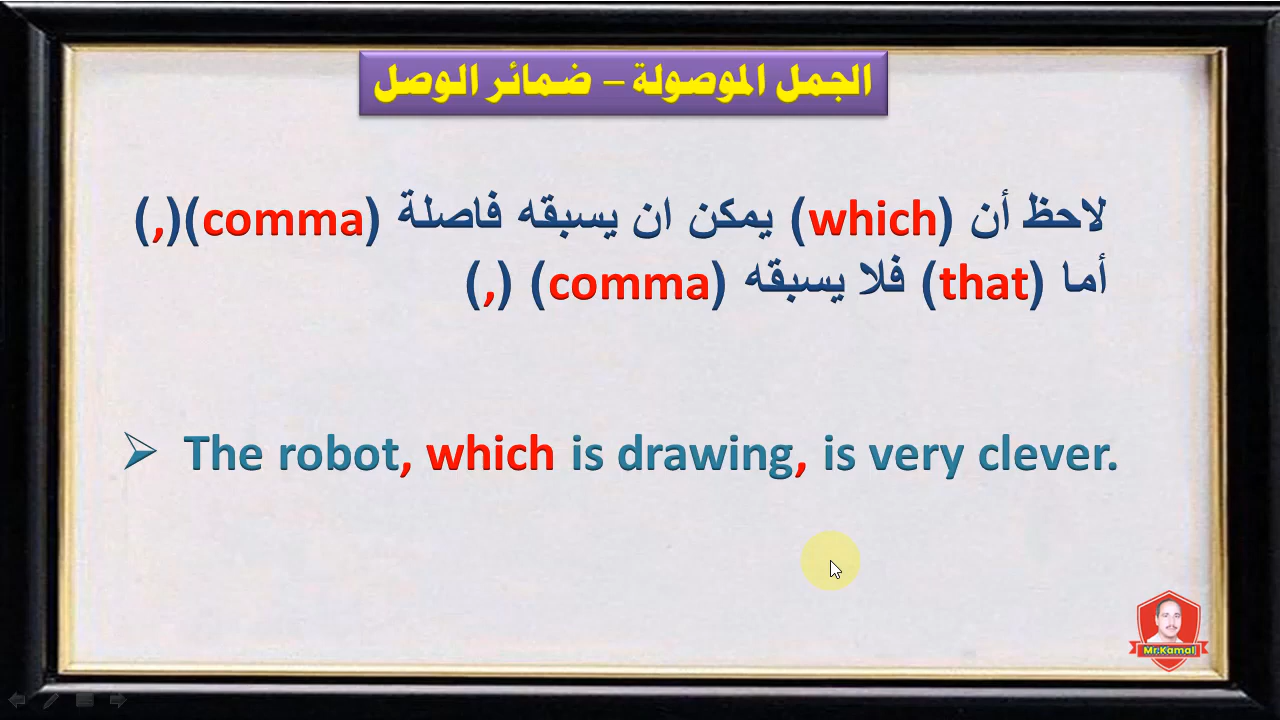 الجمل الموصولة – ضمائر الوصل
لاحظ أن (which) يمكن ان يسبقه فاصلة (comma)(,)
أما (that) فلا يسبقه (comma) (,)
➢ The robot, which is drawing, is very clever.
Mr.Kamal